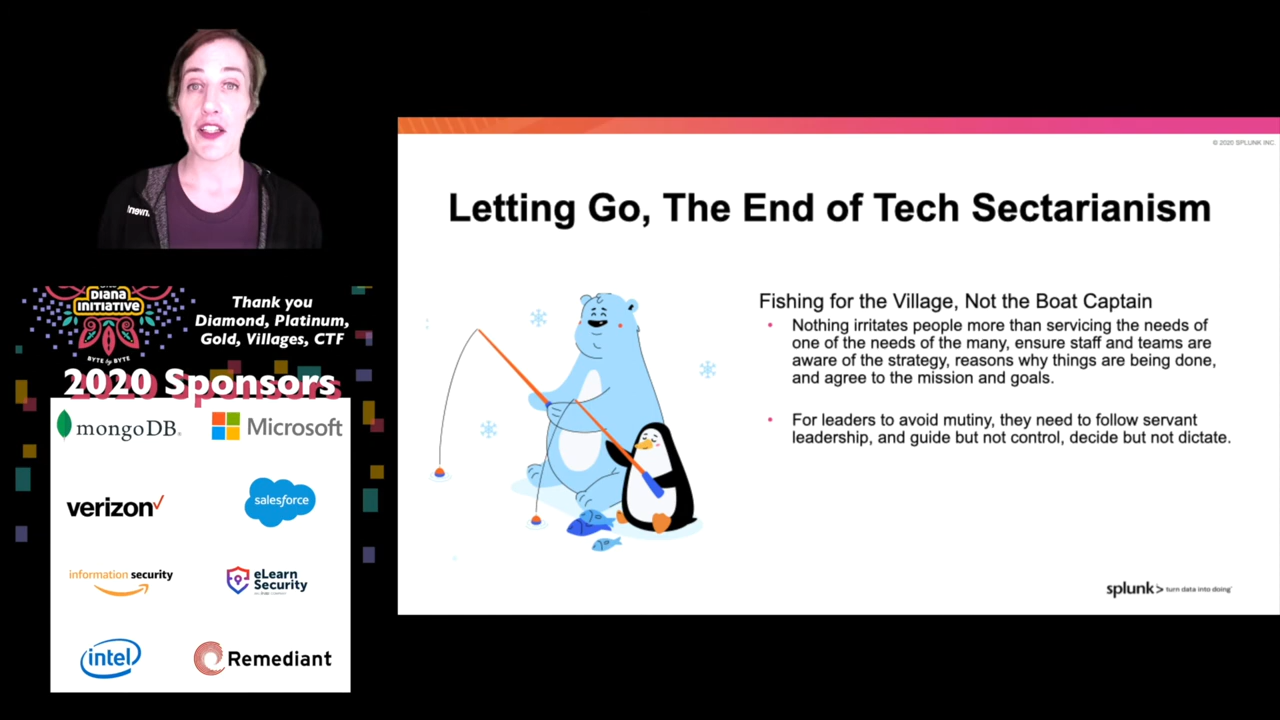 © 2020 SPLUNK INC.
Letting Go, The End of Tech Sectarianism
Fishing for the Village, Not the Boat Captain
• Nothing irritates people more than servicing the needs of
one of the needs of the many, ensure staff and teams are
aware of the strategy, reasons why things are being done,
and agree to the mission and goals.
• For leaders to avoid mutiny, they need to follow servant
leadership, and guide but not control, decide but not dictate.
splunk> turn data into doing
DIANA
INITIATIVE
BYTE by BYTE
Thank you
Diamond, Platinum,
Gold, Villages, CTF
2020 Sponsors
mongoDB
Microsoft
verizon
salesforce
information security
eLearn
Security
intel
Remediant